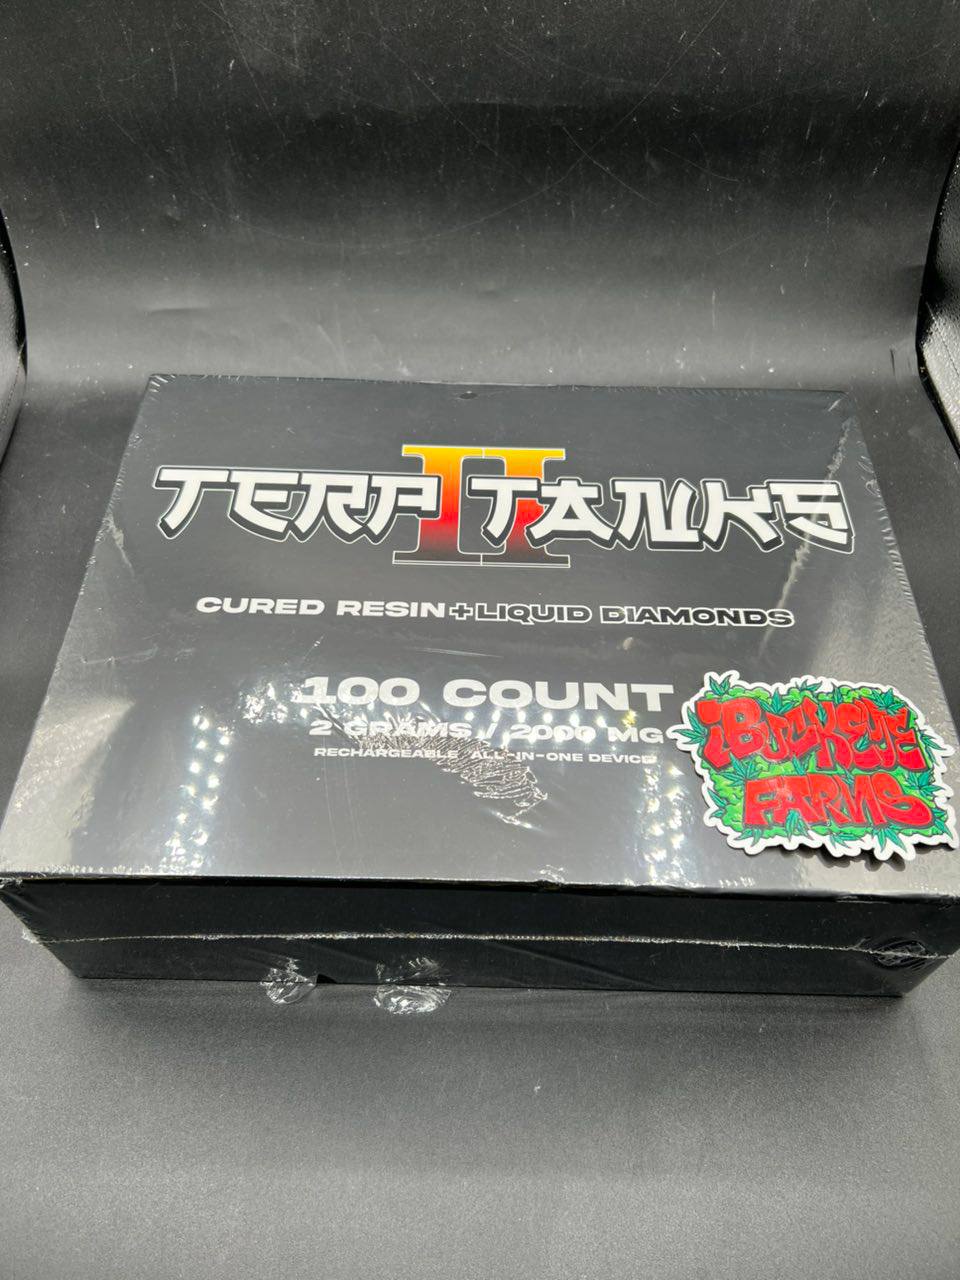 TERP II TANKS
CURED RESIN+LIQUID DIAMONDS
100 COUNT
2 GRAMS / 2000 MG
RECHARGEABLE ALL-IN-ONE DEVICE
iBUCKEYE
FARMS